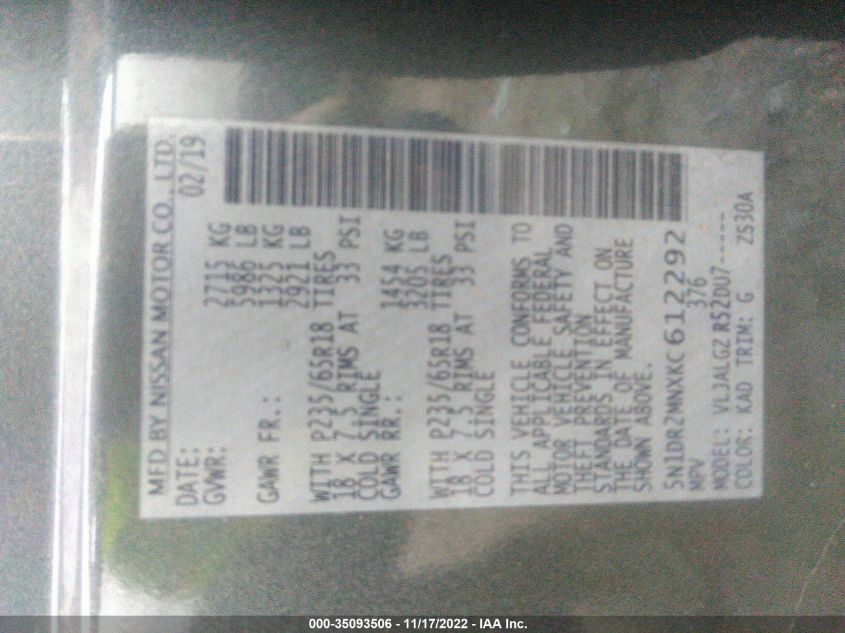 MFD BY NISSAN MOTOR CO., LTD.
DATE: 02/19
GVWR: 2715 KG
5986 LB
GAWR FR.: 1325 KG
2921 LB
WITH P235/65R18 TIRES
18 X 7.5 RIMS AT 33 PSI
COLD SINGLE
GAWR RR.: 1454 KG
3205 LB
WITH P235/65R18 TIRES
18 X 7.5 RIMS AT 33 PSI
COLD SINGLE
THIS VEHICLE CONFORMS TO
ALL APPLICABLE FEDERAL
MOTOR VEHICLE SAFETY AND
THEFT PREVENTION
STANDARDS IN EFFECT ON
THE DATE OF MANUFACTURE
SHOWN ABOVE.
5N1DR2MNXKC612292
MPV 376
MODEL: VL3ALGZ R52DU7-----
COLOR: KAD TRIM: G ZS30A
000-35093506 - 11/17/2022 - IAA Inc.